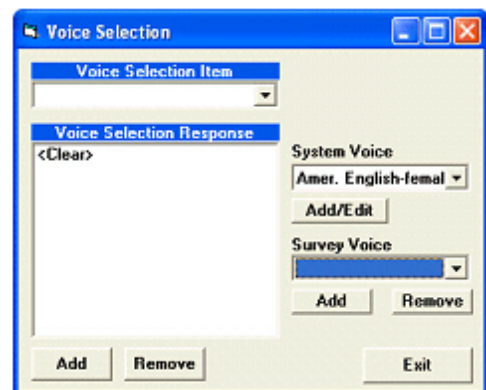 Voice Selection
Voice Selection Item
Voice Selection Response
<Clear>
System Voice
Amer. English-femal
Add/Edit
Survey Voice
Add Remove
Add Remove
Exit